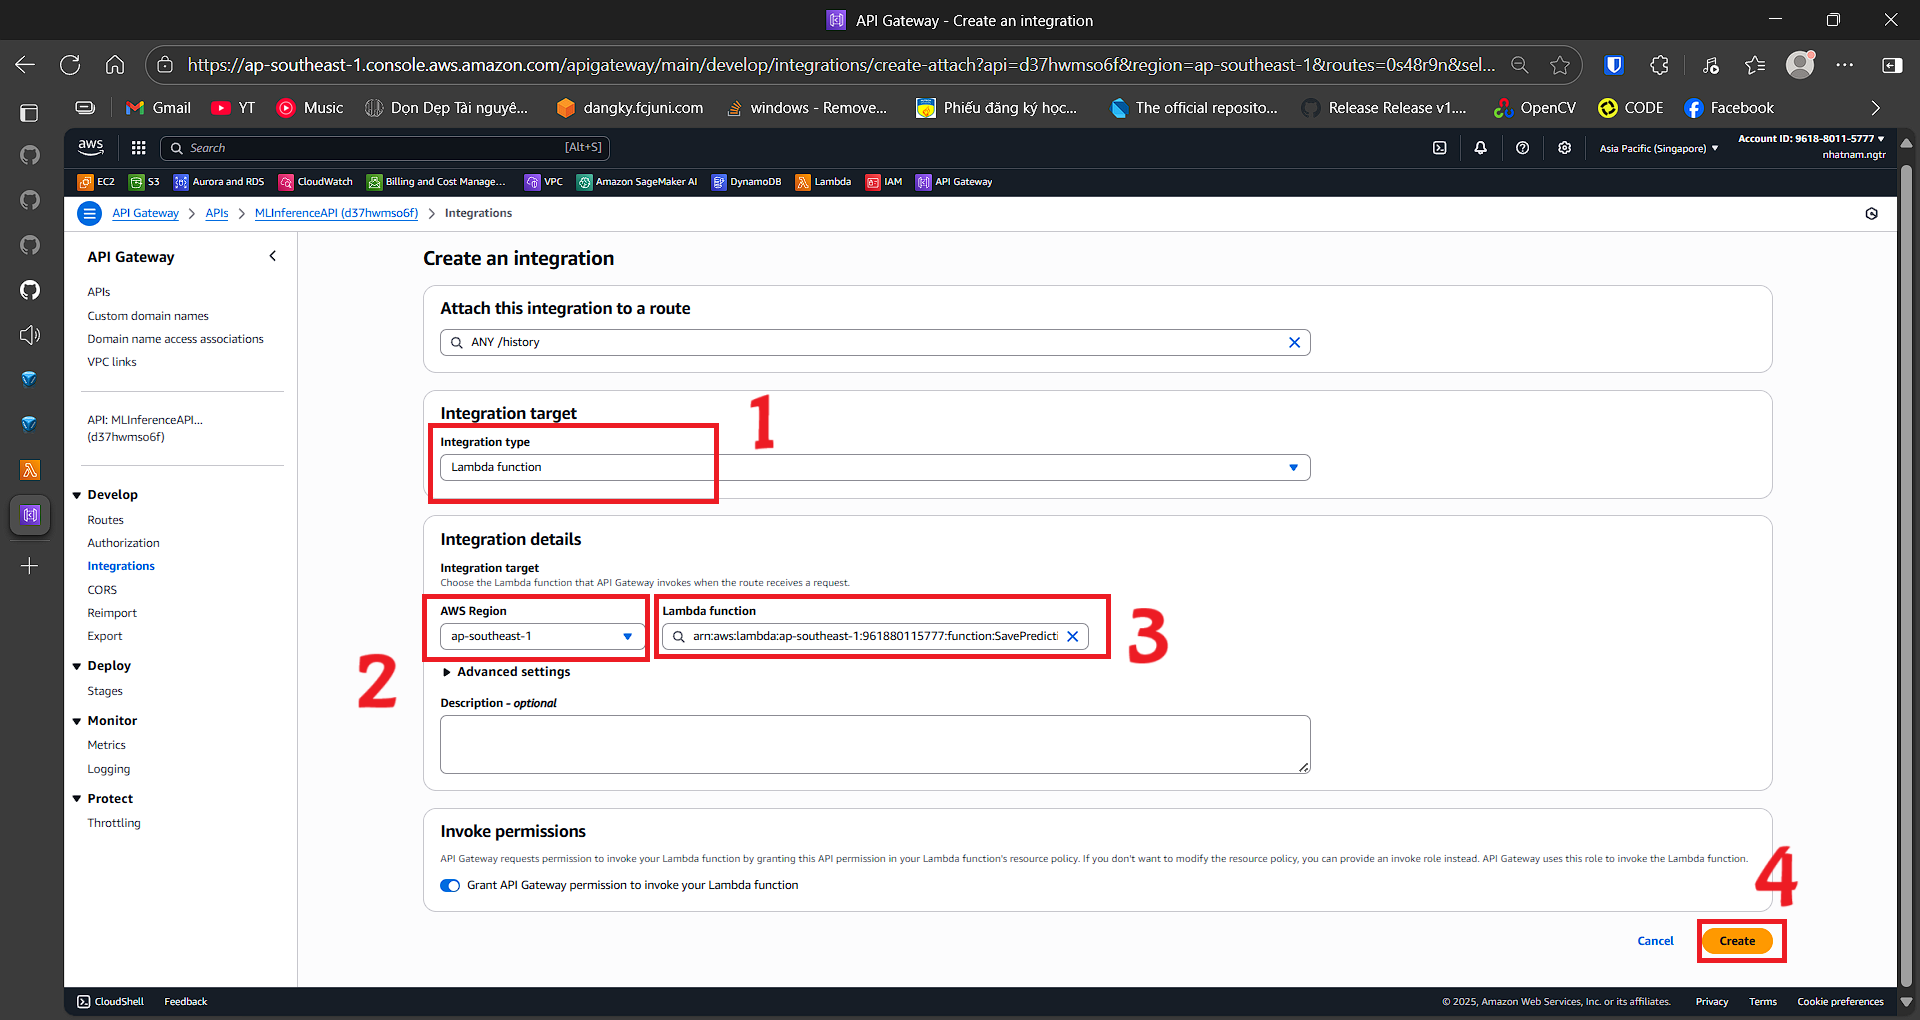 API Gateway - Create an integration
https://ap-southeast-1.console.aws.amazon.com/apigateway/main/develop/integrations/create-attach?api=d37hwmso6f&region=ap-southeast-1&routes=0s48r9n&sel...
Gmail YT Music Dọn Dẹp Tài nguyê... dangky.fcjuni.com windows - Remove... Phiếu đăng ký học... The official reposito... Release Release v1.... OpenCV CODE Facebook
aws Search [Alt+S] Asia Pacific (Singapore) Account ID: 9618-8011-5777
nhatnam.ngtr
EC2 S3 Aurora and RDS CloudWatch Billing and Cost Manage... VPC Amazon SageMaker AI DynamoDB Lambda IAM API Gateway
API Gateway APIs MLInferenceAPI (d37hwmso6f) Integrations
API Gateway
APIs
Custom domain names
Domain name access associations
VPC links
API: MLInferenceAPI...
(d37hwmso6f)
Develop
Routes
Authorization
Integrations
CORS
Reimport
Export
Deploy
Stages
Monitor
Metrics
Logging
Protect
Throttling
Create an integration
Attach this integration to a route
ANY /history
Integration target
1
Integration type
Lambda function
Integration details
Integration target
Choose the Lambda function that API Gateway invokes when the route receives a request.
AWS Region
ap-southeast-1
2
Lambda function
arn:aws:lambda:ap-southeast-1:961880115777:function:SavePredicti
3
Advanced settings
Description - optional
Invoke permissions
API Gateway requests permission to invoke your Lambda function by granting this API permission in your Lambda function's resource policy. If you don't want to modify the resource policy, you can provide an invoke role instead. API Gateway uses this role to invoke the Lambda function.
Grant API Gateway permission to invoke your Lambda function
4
Cancel Create
CloudShell Feedback © 2025, Amazon Web Services, Inc. or its affiliates. Privacy Terms Cookie preferences